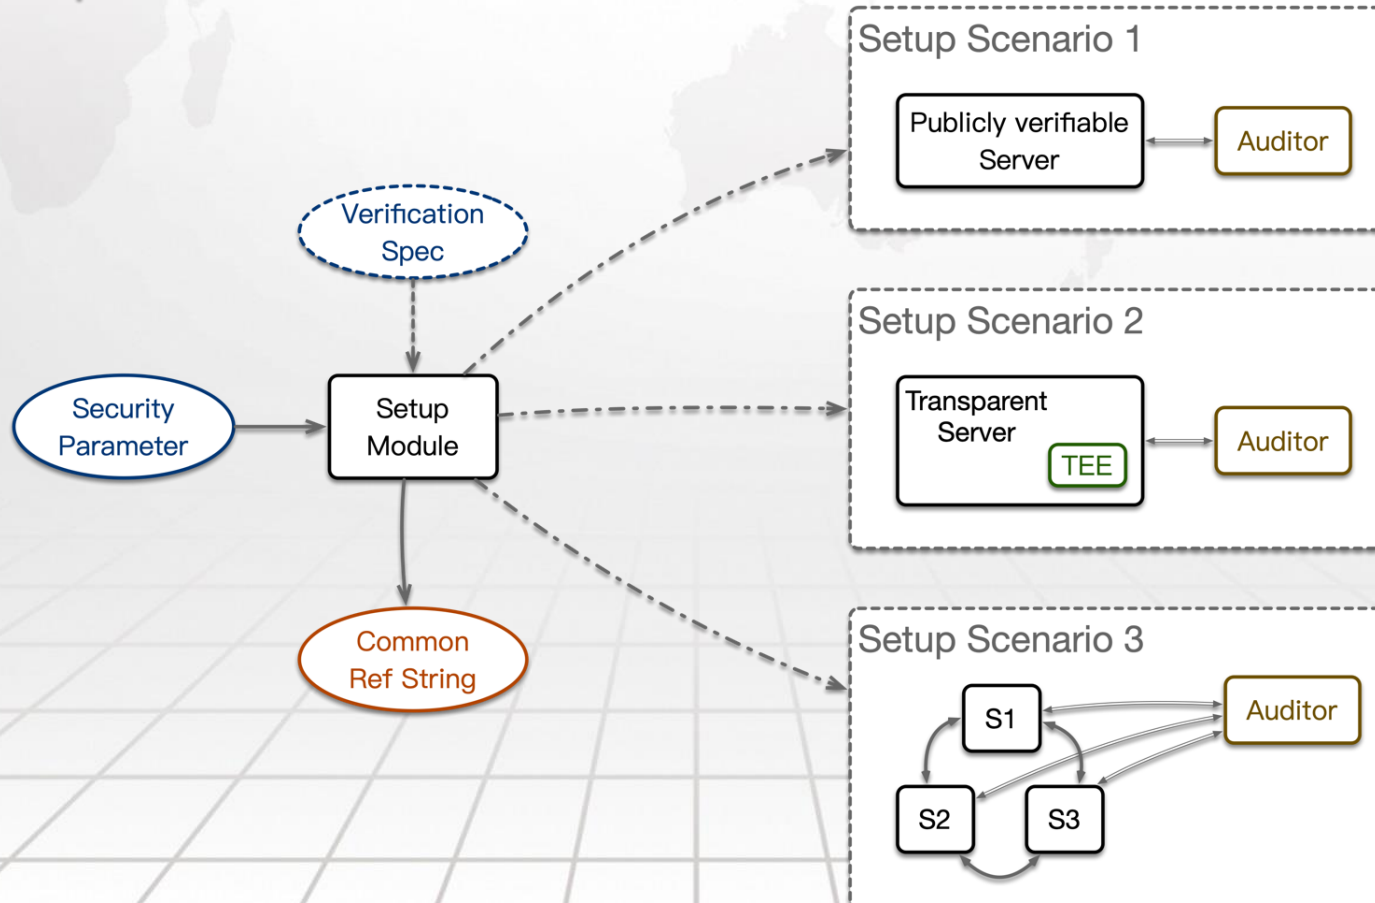 Setup Scenario 1
Publicly verifiable
Server
Auditor
Verification
Spec
Setup Scenario 2
Transparent
Server
TEE
Auditor
Security
Parameter
Setup
Module
Common
Ref String
Setup Scenario 3
S1
Auditor
S2
S3